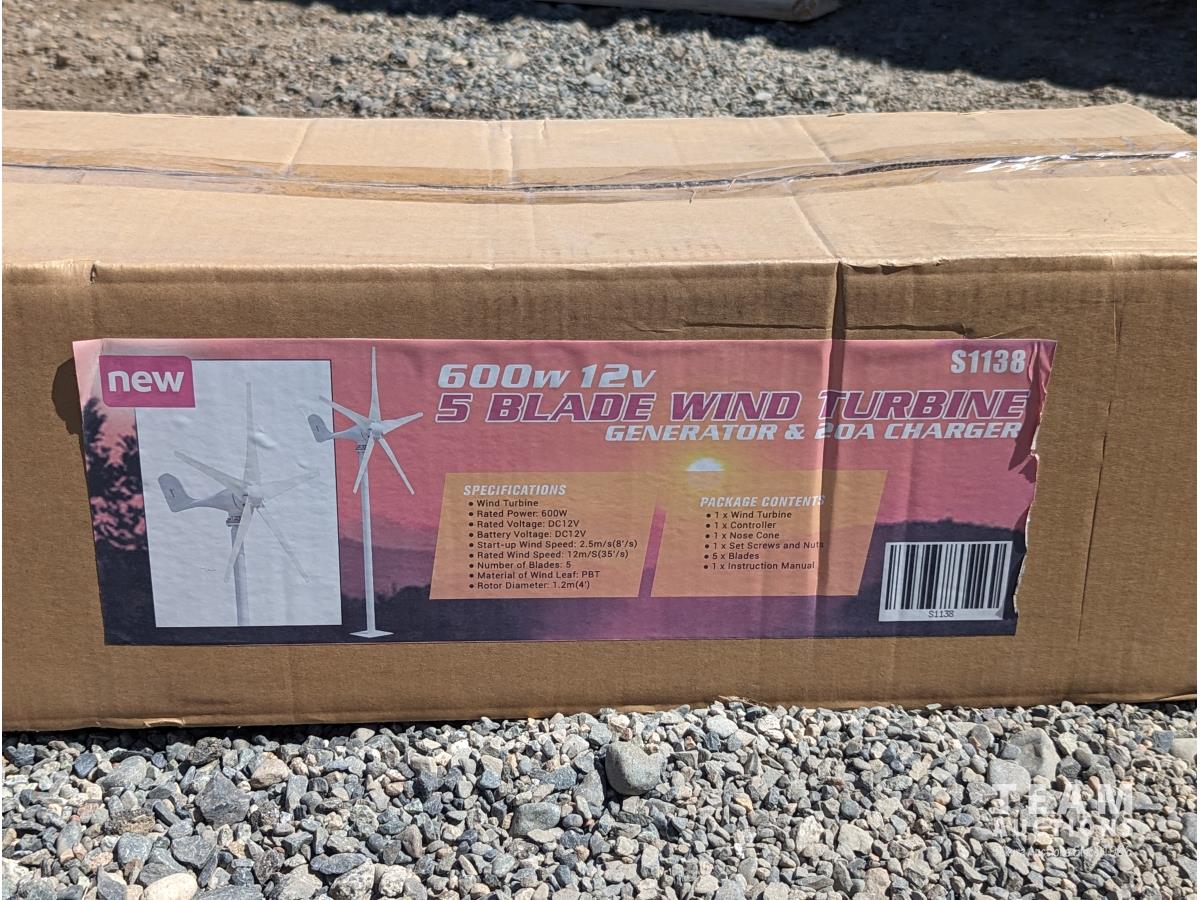 new
S1138
600w 12v
5 BLADE WIND TURBINE
GENERATOR & 20A CHARGER
SPECIFICATIONS
• Wind Turbine
• Rated Power: 600W
• Rated Voltage: DC12V
• Battery Voltage: DC12V
• Start-up Wind Speed: 2.5m/s(8'/s)
• Rated Wind Speed: 12m/S(35'/s)
• Number of Blades: 5
• Material of Wind Leaf: PBT
• Rotor Diameter: 1.2m(4')
PACKAGE CONTENTS
• 1 x Wind Turbine
• 1 x Controller
• 1 x Nose Cone
• 1 x Set Screws and Nuts
• 5 x Blades
• 1 x Instruction Manual
S1138
TEAM
AUCTIONS